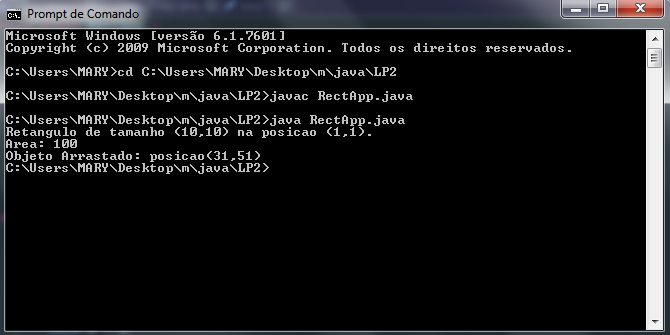 Prompt de Comando
Microsoft Windows [versão 6.1.7601]
Copyright (c) 2009 Microsoft Corporation. Todos os direitos reservados.
C:\Users\MARY>cd C:\Users\MARY\Desktop\m\java\LP2
C:\Users\MARY\Desktop\m\java\LP2>javac RectApp.java
C:\Users\MARY\Desktop\m\java\LP2>java RectApp.java
Retangulo de tamanho (10,10) na posicao (1,1).
Area: 100
Objeto Arrastado: posicao(31,51)
C:\Users\MARY\Desktop\m\java\LP2>